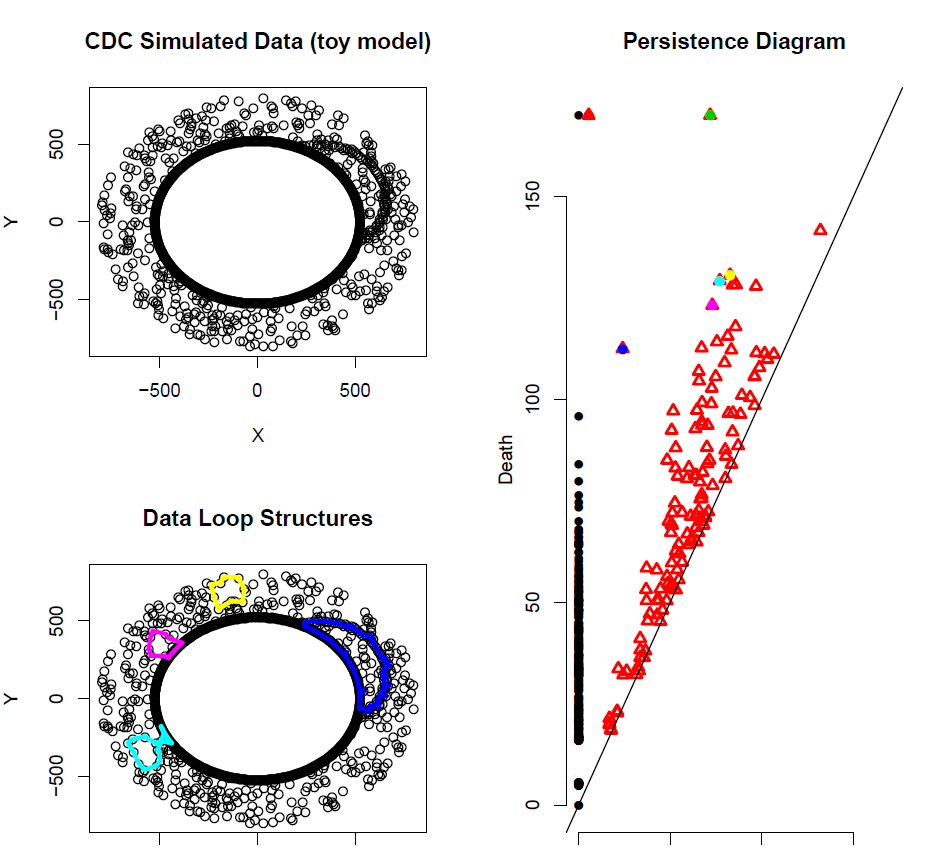 CDC Simulated Data (toy model)
500
0
−500
Y
−500 0 500
X
Data Loop Structures
500
0
−500
Y
Persistence Diagram
150
100
50
0
Death